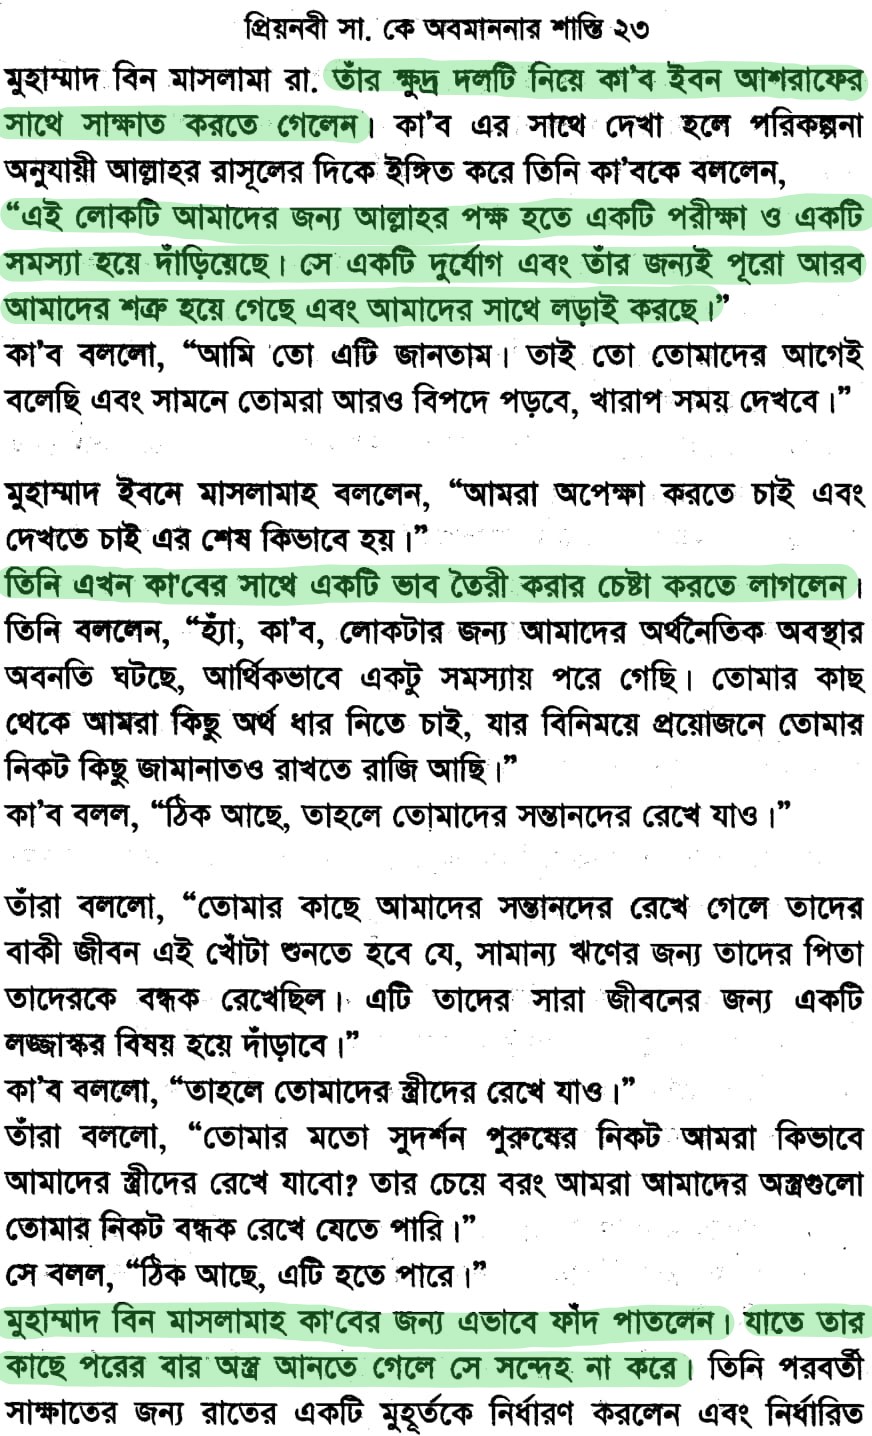 প্রিয়নবী সা. কে অবমাননার শাস্তি ২৩
মুহাম্মাদ বিন মাসলামা রা. তাঁর ক্ষুদ্র দলটি নিয়ে কা'ব ইবন আশরাফের
সাথে সাক্ষাত করতে গেলেন। কা'ব এর সাথে দেখা হলে পরিকল্পনা
অনুযায়ী আল্লাহর রাসূলের দিকে ইঙ্গিত করে তিনি কা'বকে বললেন,
“এই লোকটি আমাদের জন্য আল্লাহর পক্ষ হতে একটি পরীক্ষা ও একটি
সমস্যা হয়ে দাঁড়িয়েছে। সে একটি দুর্যোগ এবং তাঁর জন্যই পূরো আরব
আমাদের শত্রু হয়ে গেছে এবং আমাদের সাথে লড়াই করছে।”
কা'ব বললো, “আমি তো এটি জানতাম। তাই তো তোমাদের আগেই
বলেছি এবং সামনে তোমরা আরও বিপদে পড়বে, খারাপ সময় দেখবে।”
মুহাম্মাদ ইবনে মাসলামাহ বললেন, “আমরা অপেক্ষা করতে চাই এবং
দেখতে চাই এর শেষ কিভাবে হয়।”
তিনি এখন কা'বের সাথে একটি ভাব তৈরী করার চেষ্টা করতে লাগলেন।
তিনি বললেন, “হ্যাঁ, কা'ব, লোকটার জন্য আমাদের অর্থনৈতিক অবস্থার
অবনতি ঘটছে, আর্থিকভাবে একটু সমস্যায় পরে গেছি। তোমার কাছ
থেকে আমরা কিছু অর্থ ধার নিতে চাই, যার বিনিময়ে প্রয়োজনে তোমার
নিকট কিছু জামানাতও রাখতে রাজি আছি।”
কা'ব বলল, “ঠিক আছে, তাহলে তোমাদের সন্তানদের রেখে যাও।”
তাঁরা বললো, “তোমার কাছে আমাদের সন্তানদের রেখে গেলে তাদের
বাকী জীবন এই খোঁটা শুনতে হবে যে, সামান্য ঋণের জন্য তাদের পিতা
তাদেরকে বন্ধক রেখেছিল। এটি তাদের সারা জীবনের জন্য একটি
লজ্জাস্কর বিষয় হয়ে দাঁড়াবে।”
কা'ব বললো, “তাহলে তোমাদের স্ত্রীদের রেখে যাও।”
তাঁরা বললো, “তোমার মতো সুদর্শন পুরুষের নিকট আমরা কিভাবে
আমাদের স্ত্রীদের রেখে যাবো? তার চেয়ে বরং আমরা আমাদের অস্ত্রগুলো
তোমার নিকট বন্ধক রেখে যেতে পারি।”
সে বলল, “ঠিক আছে, এটি হতে পারে।”
মুহাম্মাদ বিন মাসলামাহ কা'বের জন্য এভাবে ফাঁদ পাতলেন। যাতে তার
কাছে পরের বার অস্ত্র আনতে গেলে সে সন্দেহ না করে। তিনি পরবর্তী
সাক্ষাতের জন্য রাতের একটি মুহূর্তকে নির্ধারণ করলেন এবং নির্ধারিত